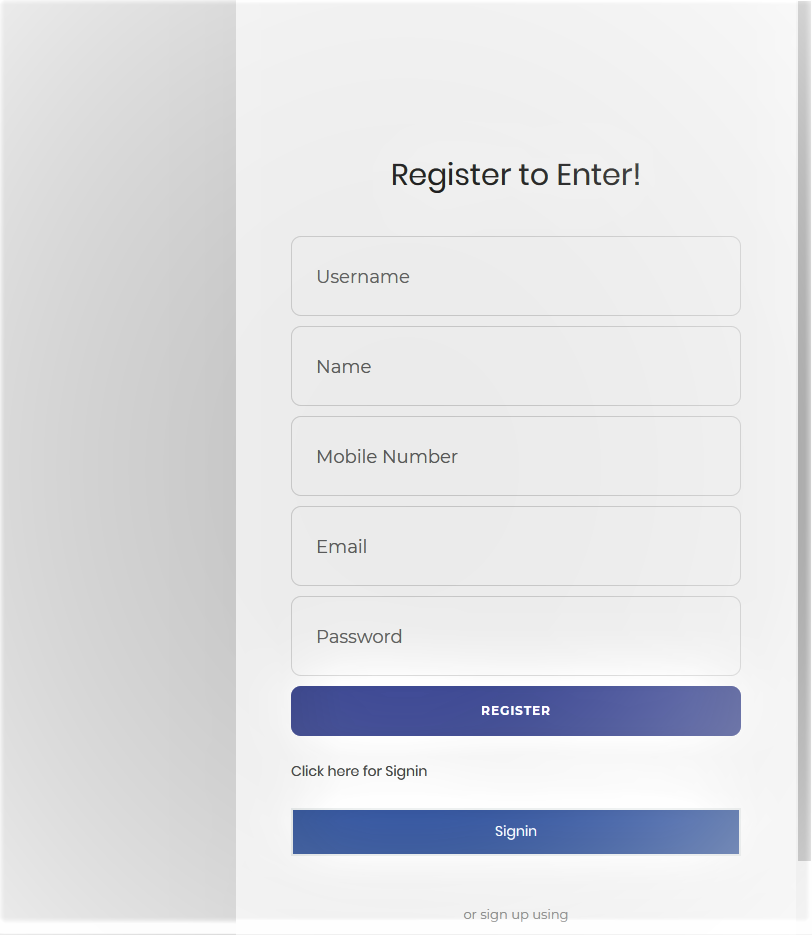 Register to Enter!
Username
Name
Mobile Number
Email
Password
REGISTER
Click here for Signin
Signin
or sign up using